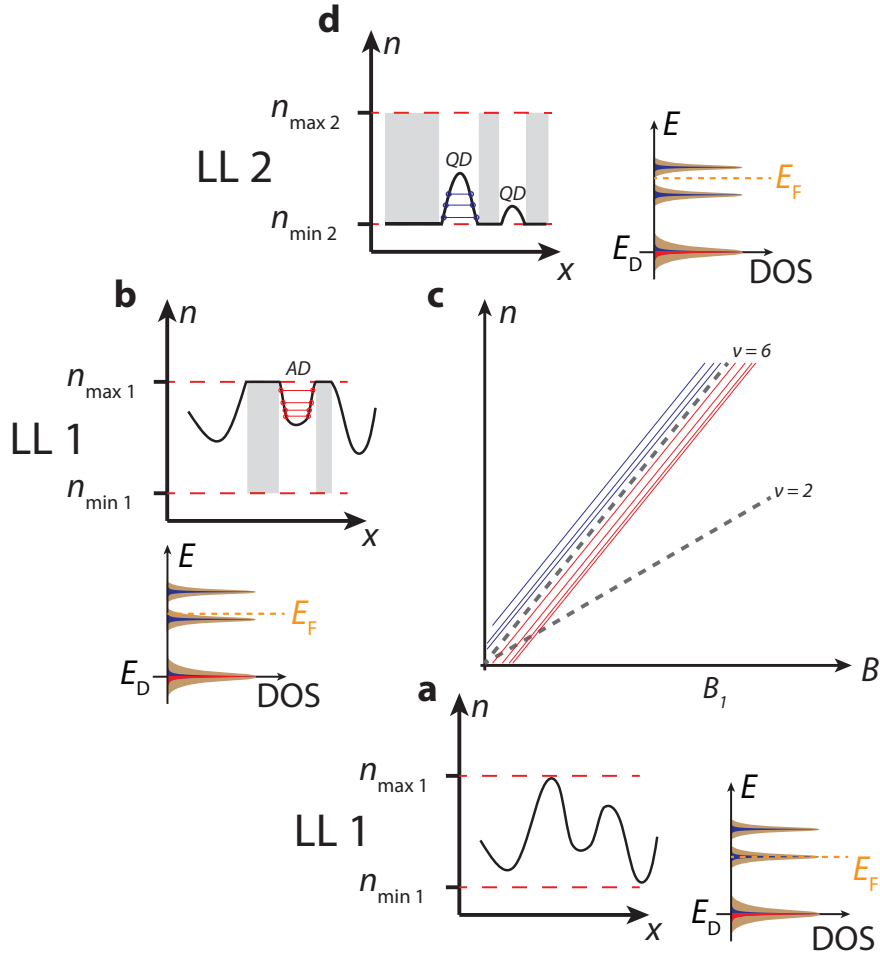 d
n
n max 2
LL 2
QD
QD
n min 2
x
E
E F
E D
DOS
b
n
n max 1
AD
LL 1
n min 1
x
E
E F
E D
DOS
c
n
ν = 6
ν = 2
B 1
B
a
n
n max 1
LL 1
n min 1
x
E
E F
E D
DOS